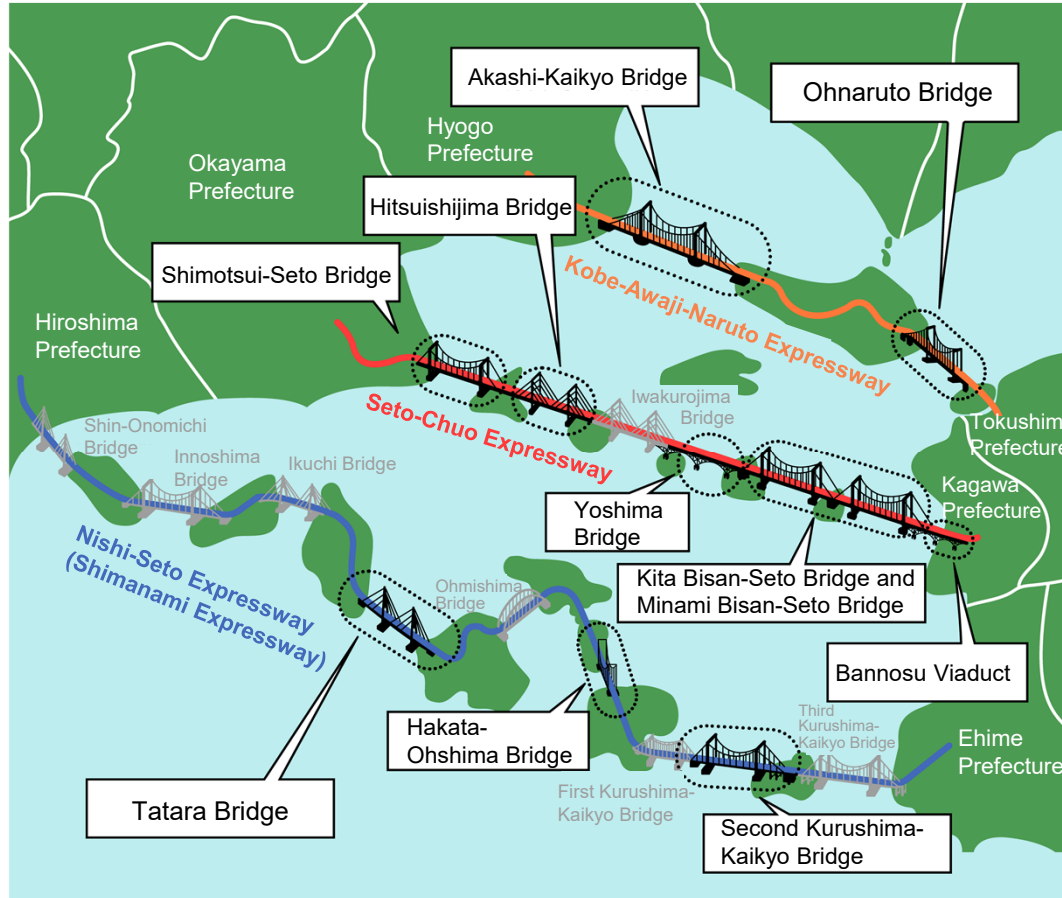 Akashi-Kaikyo Bridge
Ohnaruto Bridge
Hyogo
Prefecture
Okayama
Prefecture
Hitsuishijima Bridge
Shimotsui-Seto Bridge
Kobe-Awaji-Naruto Expressway
Hiroshima
Prefecture
Seto-Chuo Expressway
Iwakurojima
Bridge
Tokushim
Prefecture
Shin-Onomichi
Bridge
Innoshima
Bridge
Ikuchi Bridge
Kagawa
Prefecture
Yoshima
Bridge
Nishi-Seto Expressway
(Shimanami Expressway)
Kita Bisan-Seto Bridge and
Minami Bisan-Seto Bridge
Ohmishima
Bridge
Bannosu Viaduct
Hakata-
Ohshima Bridge
Third
Kurushima-
Kaikyo Bridge
Ehime
Prefecture
Tatara Bridge
First Kurushima-
Kaikyo Bridge
Second Kurushima-
Kaikyo Bridge